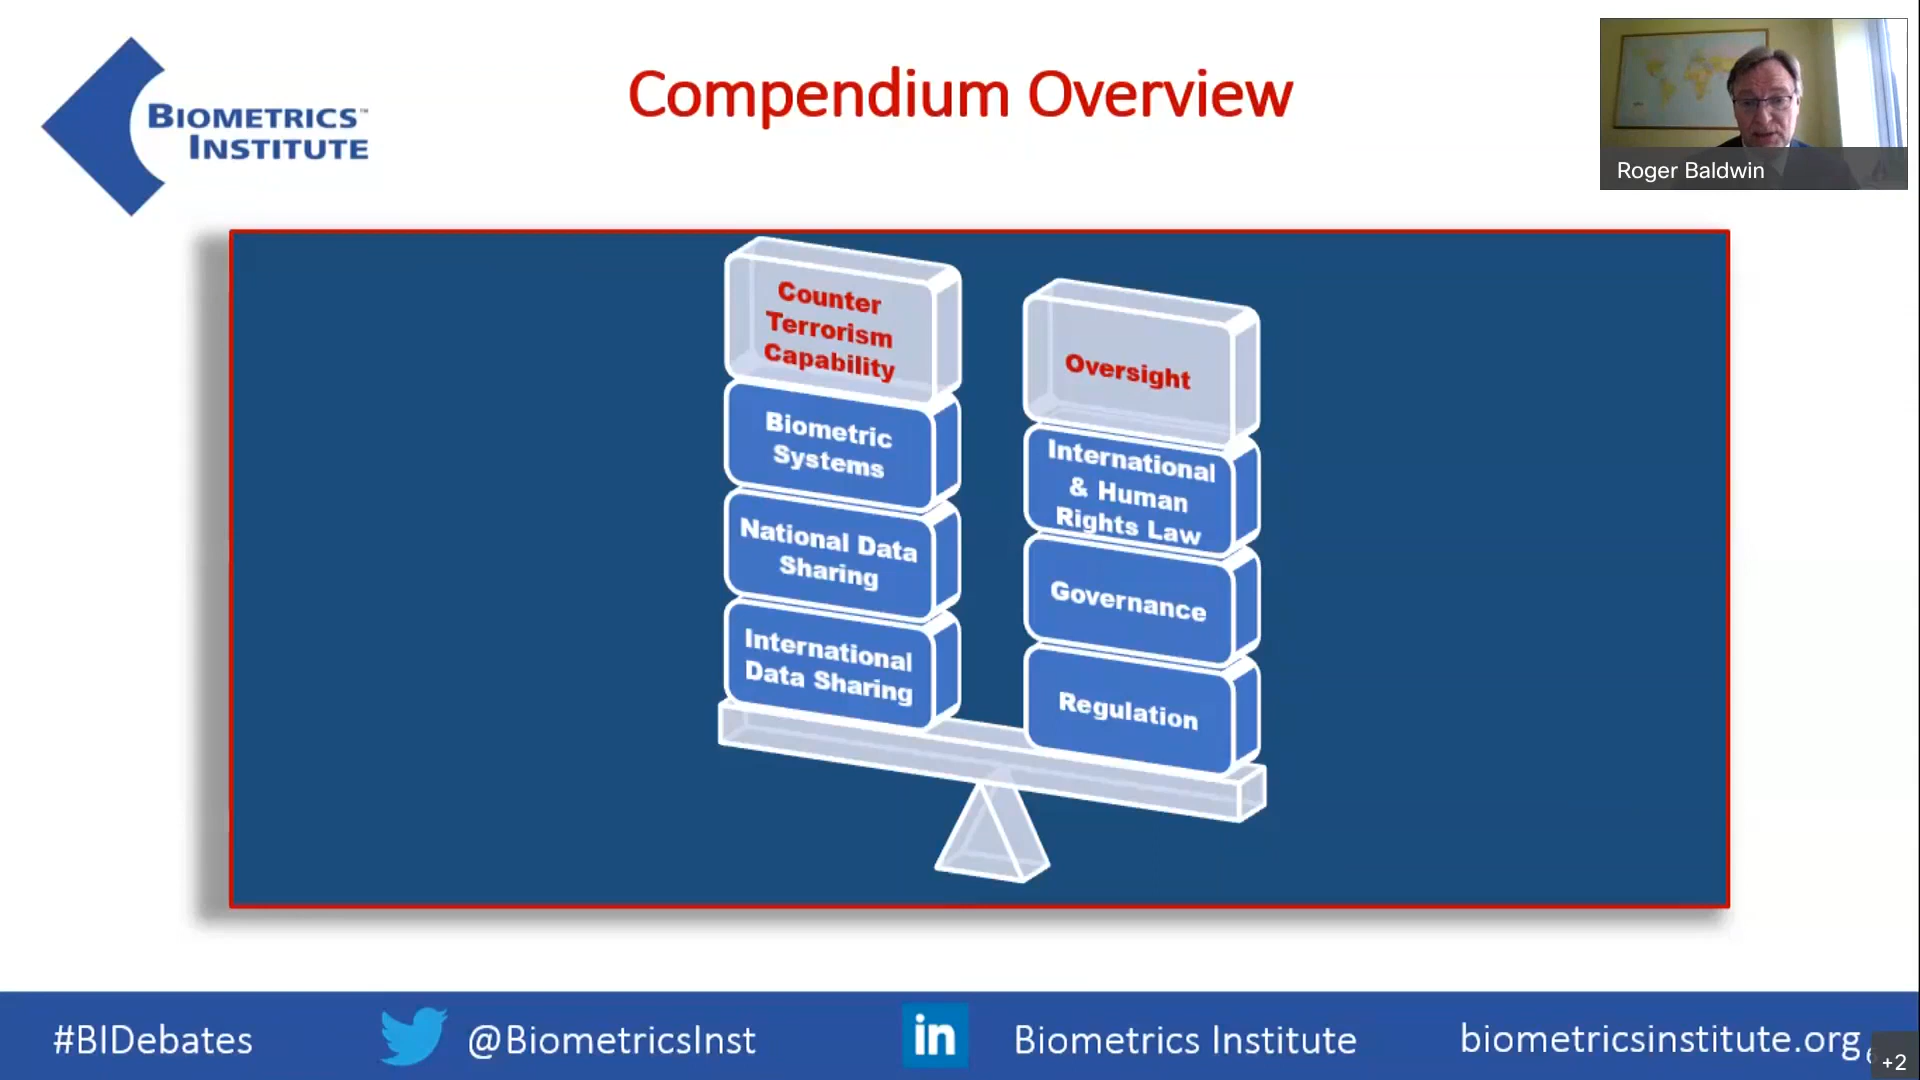 BIOMETRICS™
INSTITUTE
Compendium Overview
Roger Baldwin
Counter
Terrorism
Capability
Biometric
Systems
National Data
Sharing
International
Data Sharing
Oversight
International
& Human
Rights Law
Governance
Regulation
#BIDebates
@BiometricsInst
in
Biometrics Institute
biometricsinstitute.org
+2